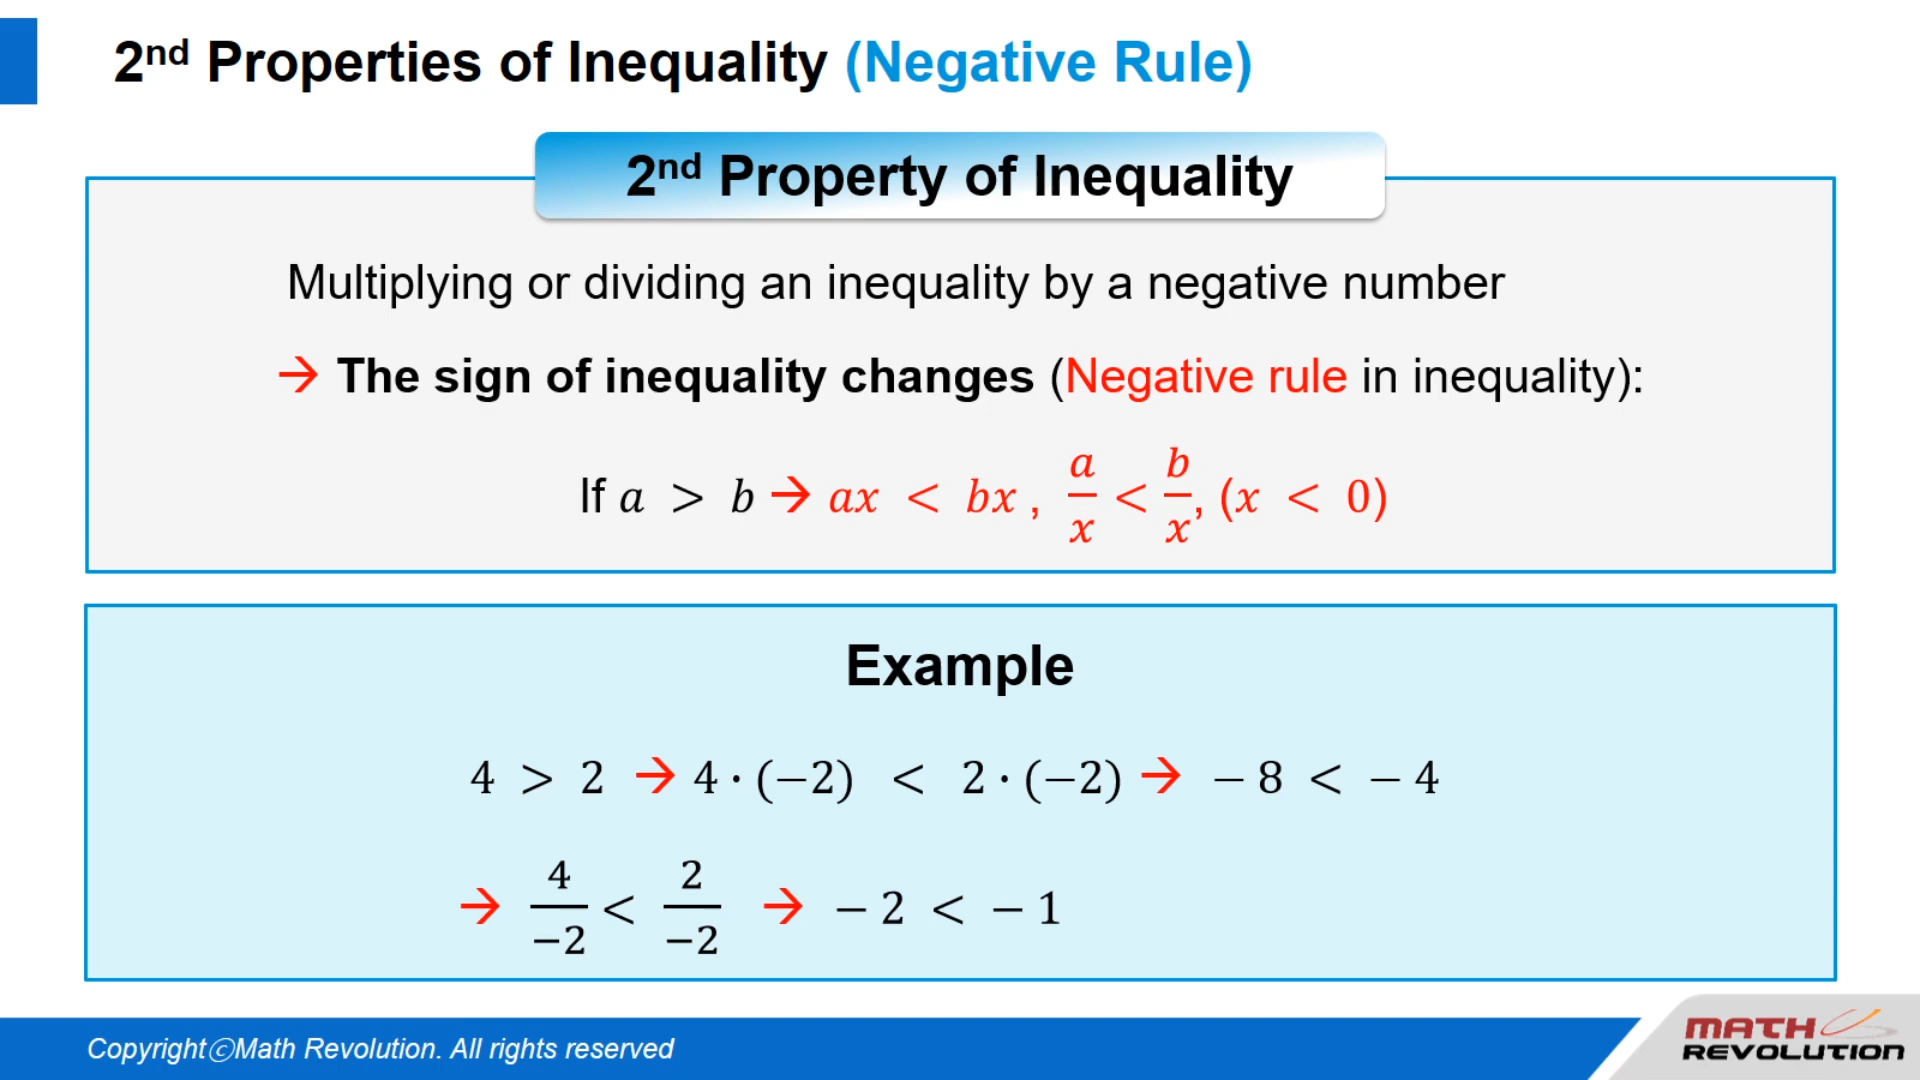 2nd Properties of Inequality (Negative Rule)
2nd Property of Inequality
Multiplying or dividing an inequality by a negative number
→ The sign of inequality changes (Negative rule in inequality):
If a > b → ax < bx , a/x < b/x, (x < 0)
Example
4 > 2 → 4 · (−2) < 2 · (−2) → − 8 < − 4
→ 4/−2 < 2/−2 → − 2 < − 1
CopyrightⓒMath Revolution. All rights reserved
MATH
REVOLUTION